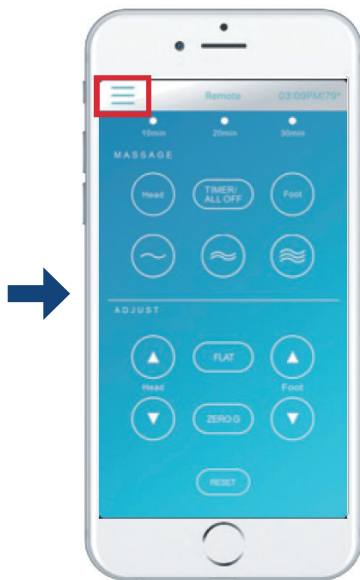 Remote 03:09PM|79°
10min 20min 30min
MASSAGE
Head TIMER/ Foot
ALL OFF
ADJUST
FLAT
Head Foot
ZERO G
RESET